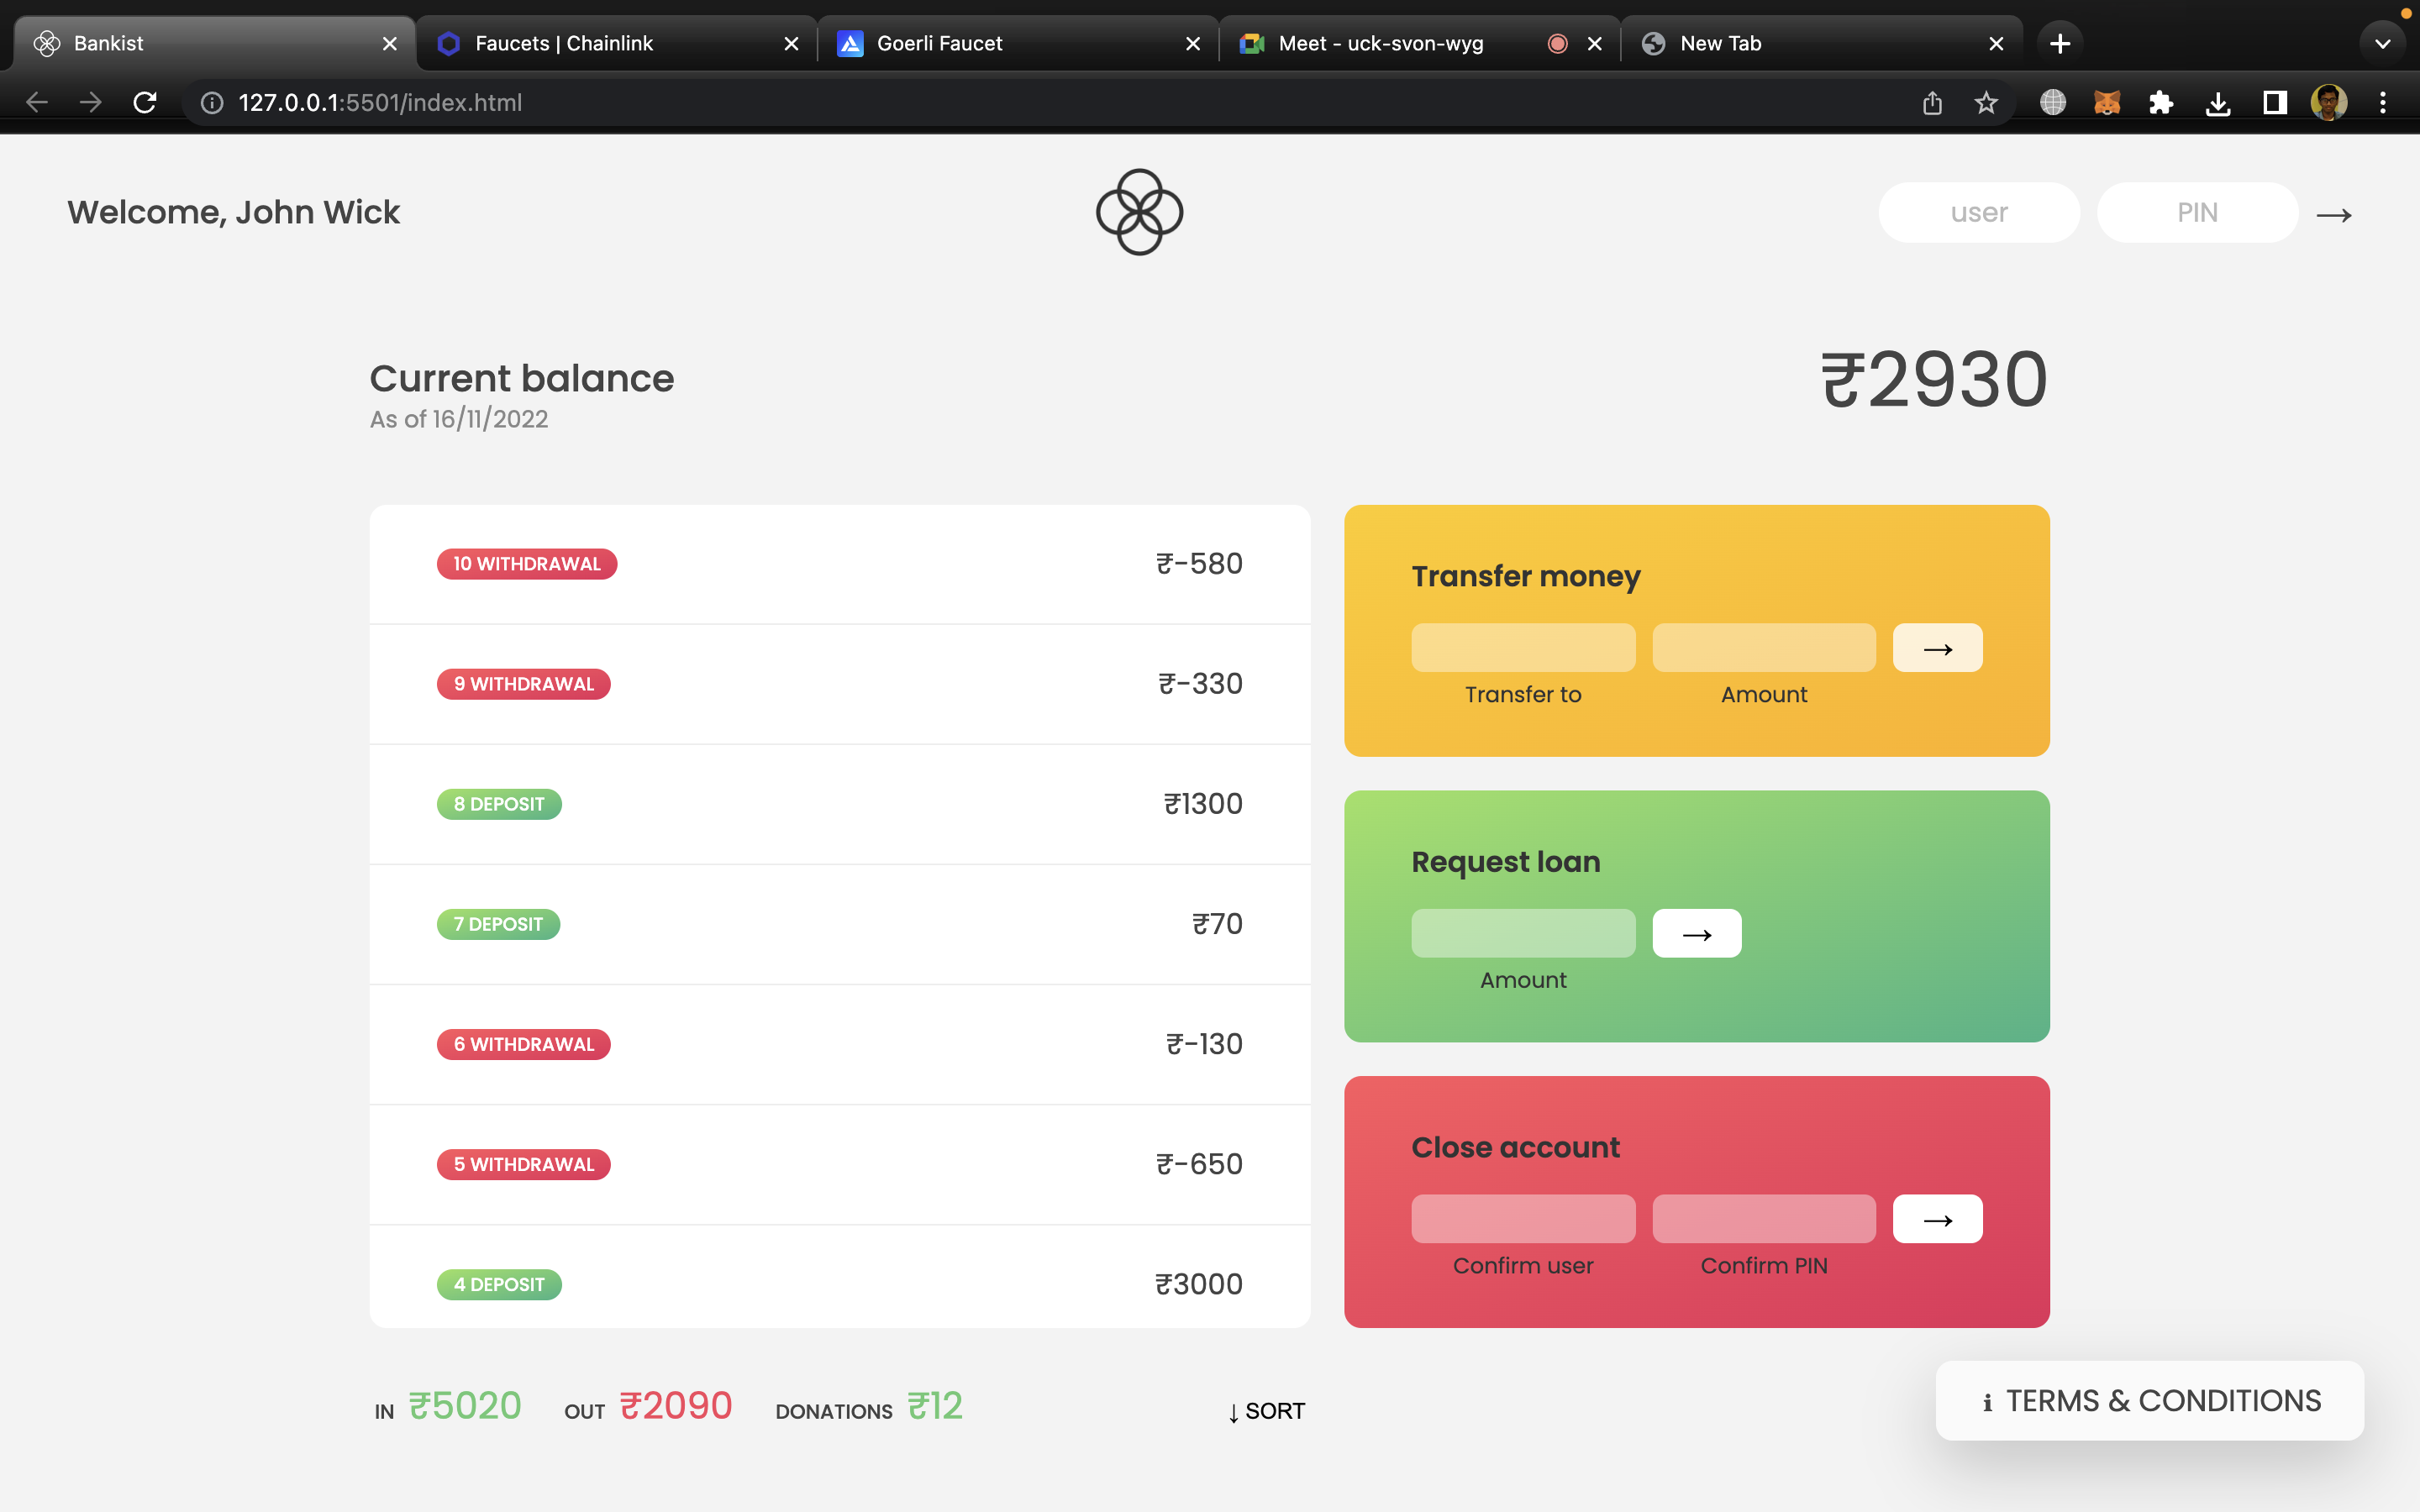 Bankist
Faucets | Chainlink
Goerli Faucet
Meet - uck-svon-wyg
New Tab
127.0.0.1:5501/index.html
Welcome, John Wick
user
PIN
→
Current balance
As of 16/11/2022
₹2930
10 WITHDRAWAL ₹-580
9 WITHDRAWAL ₹-330
8 DEPOSIT ₹1300
7 DEPOSIT ₹70
6 WITHDRAWAL ₹-130
5 WITHDRAWAL ₹-650
4 DEPOSIT ₹3000
Transfer money
→
Transfer to
Amount
Request loan
→
Amount
Close account
→
Confirm user
Confirm PIN
IN ₹5020 OUT ₹2090 DONATIONS ₹12
↓ SORT
ℹ TERMS & CONDITIONS